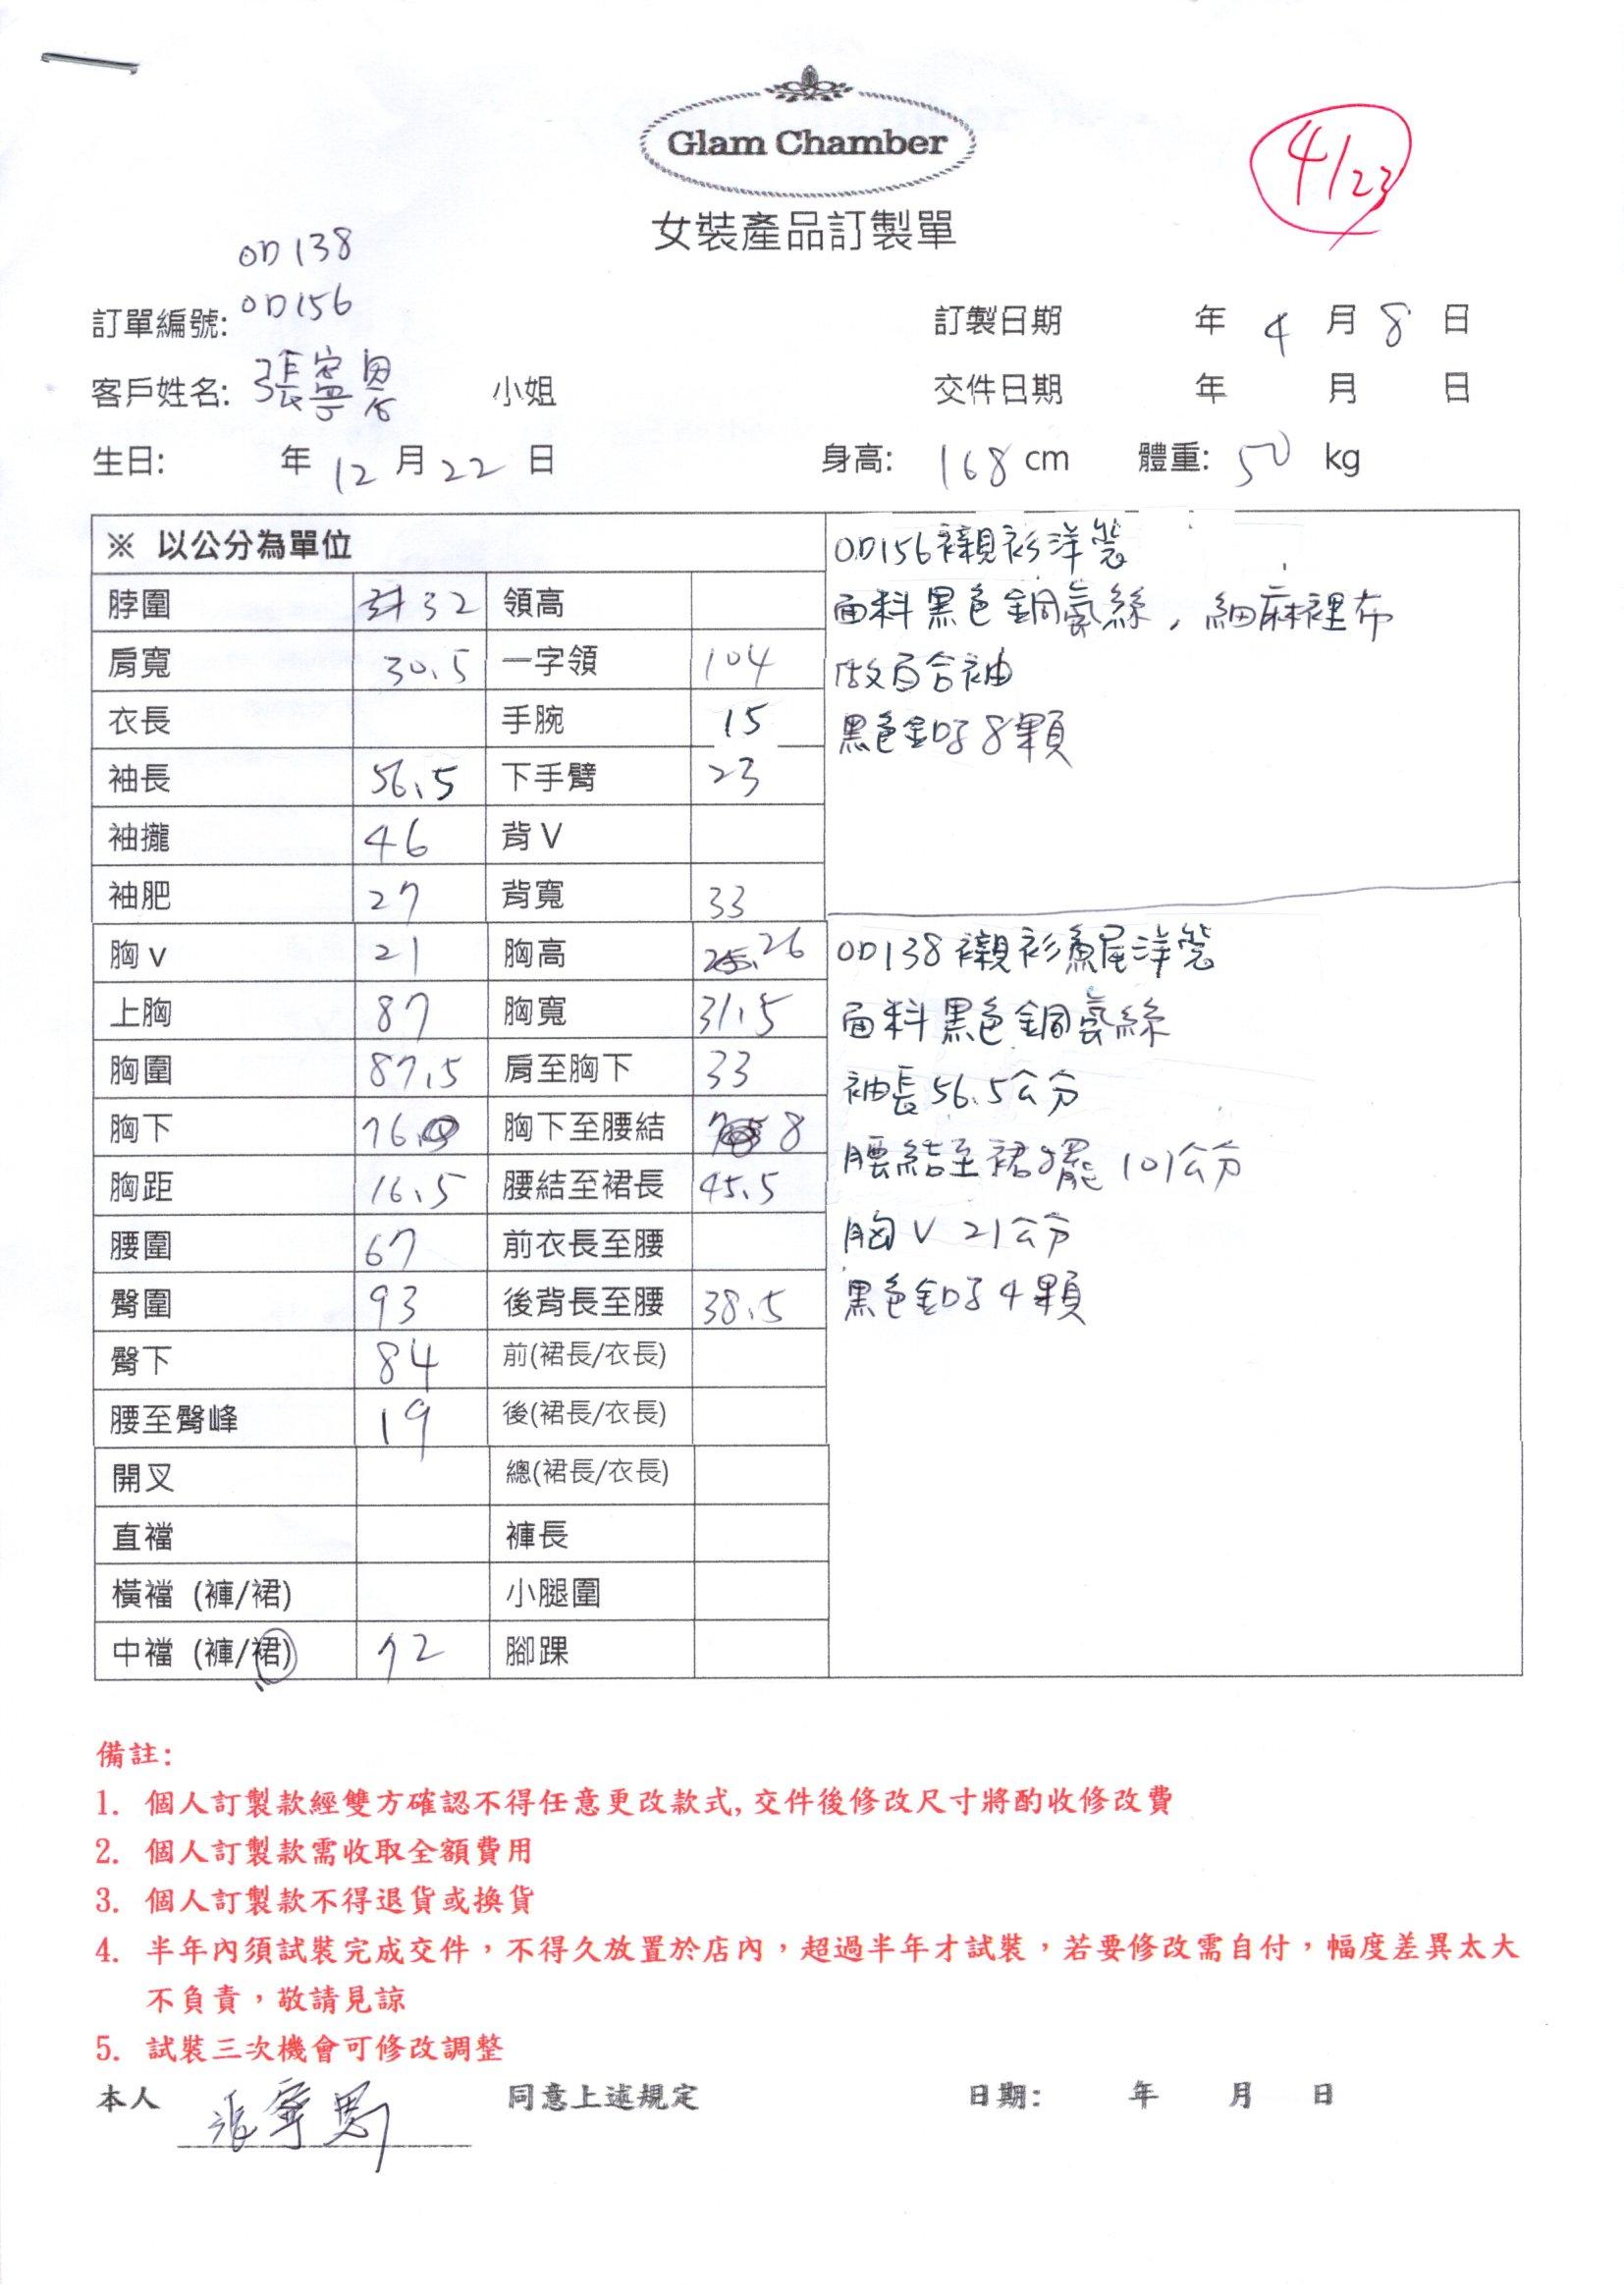 Glam Chamber
4/23
女裝產品訂製單
OD138
OD156
訂單編號:
訂製日期 年 4 月 8 日
客戶姓名: 張寧 小姐
交件日期 年 月 日
生日: 年 12 月 22 日 身高: 168 cm 體重: 50 kg
※ 以公分為單位
脖圍 32 領高
肩寬 30.5 一字領 104
衣長 手腕 15
袖長 56.5 下手臂 23
袖攏 46 背V
袖肥 27 背寬 33
胸v 21 胸高 26
上胸 87 胸寬 31.5
胸圍 87.5 肩至胸下 33
胸下 76 胸下至腰結 8
胸距 16.5 腰結至裙長 45.5
腰圍 67 前衣長至腰
臀圍 93 後背長至腰 38.5
臀下 84 前(裙長/衣長)
腰至臀峰 19 後(裙長/衣長)
開叉 總(裙長/衣長)
直襠 褲長
橫襠 (褲/裙) 小腿圍
中襠 (褲/裙) 72 腳踝
OD156襯衫洋裝
面料黑色銅氨絲，細麻裡布
改百合袖
黑色釦子8顆
OD138襯衫魚尾洋裝
面料黑色銅氨絲
袖長56.5公分
腰結至裙擺101公分
胸V 21公分
黑色釦子4顆
備註:
1. 個人訂製款經雙方確認不得任意更改款式,交件後修改尺寸將酌收修改費
2. 個人訂製款需收取全額費用
3. 個人訂製款不得退貨或換貨
4. 半年內須試裝完成交件，不得久放置於店內，超過半年才試裝，若要修改需自付，幅度差異太大
不負責，敬請見諒
5. 試裝三次機會可修改調整
本人 張寧 同意上述規定 日期: 年 月 日